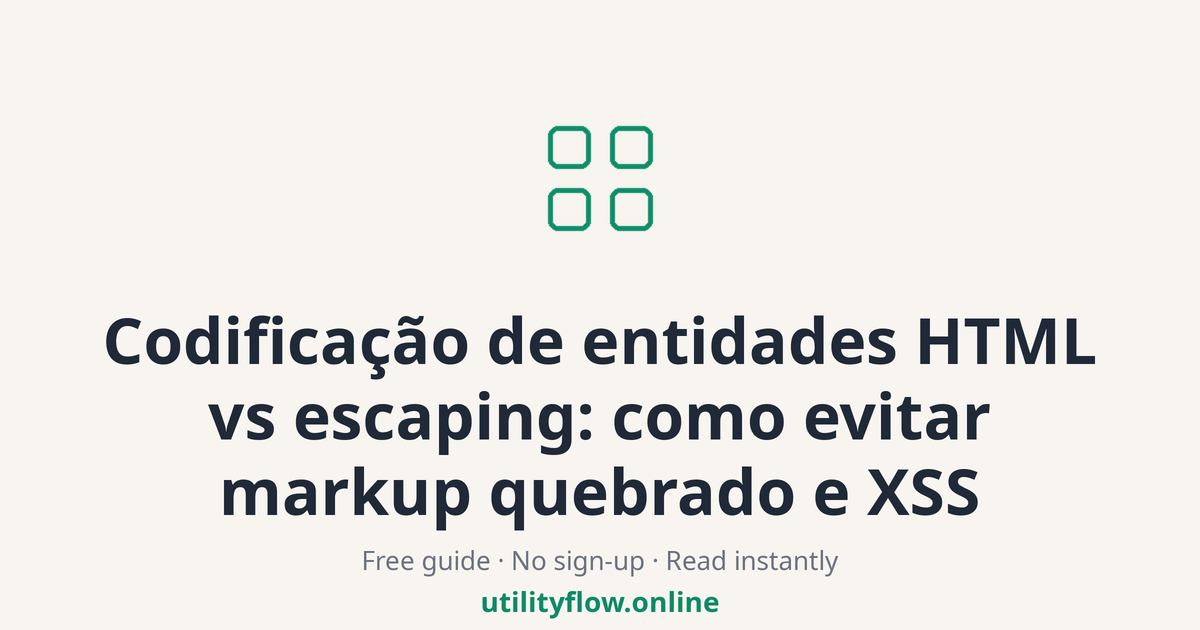 Codificação de entidades HTML
vs escaping: como evitar
markup quebrado e XSS
Free guide · No sign-up · Read instantly
utilityflow.online